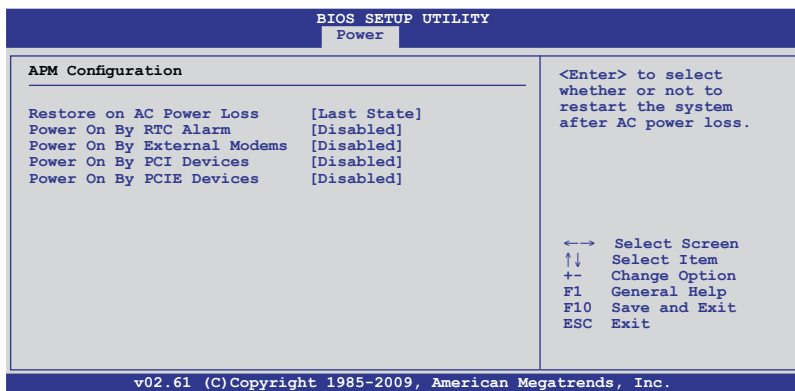 BIOS SETUP UTILITY
Power
APM Configuration
Restore on AC Power Loss [Last State]
Power On By RTC Alarm [Disabled]
Power On By External Modems [Disabled]
Power On By PCI Devices [Disabled]
Power On By PCIE Devices [Disabled]
<Enter> to select
whether or not to
restart the system
after AC power loss.
←→ Select Screen
↑↓ Select Item
+- Change Option
F1 General Help
F10 Save and Exit
ESC Exit
v02.61 (C)Copyright 1985-2009, American Megatrends, Inc.